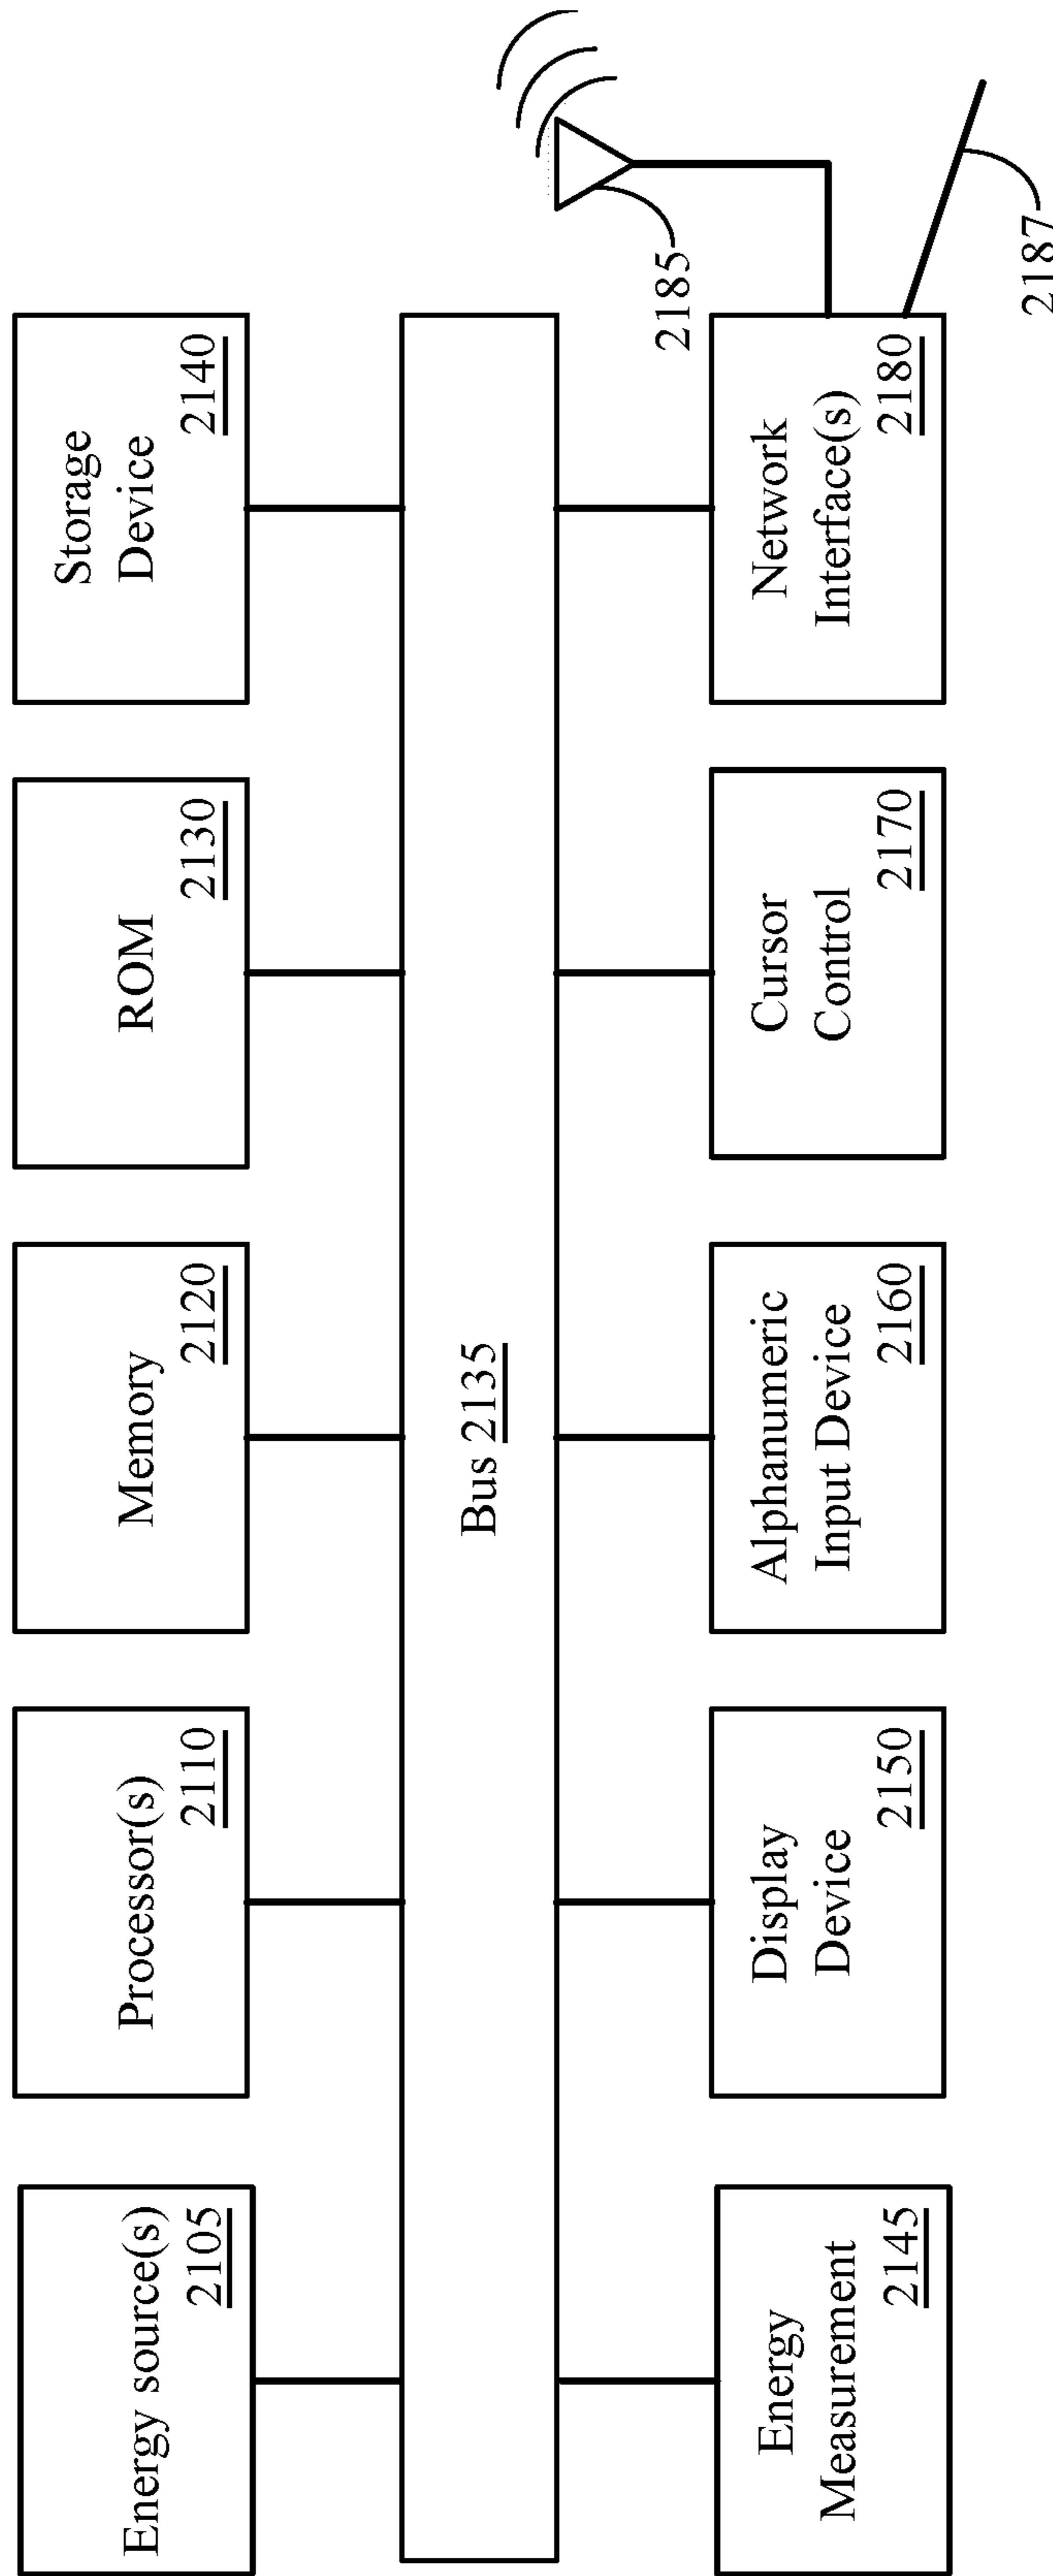 Energy source(s)
2105
Processor(s)
2110
Memory
2120
ROM
2130
Storage
Device
2140
Bus 2135
2185
Energy
Measurement
2145
Display
Device
2150
Alphanumeric
Input Device
2160
Cursor
Control
2170
Network
Interface(s)
2180
2187